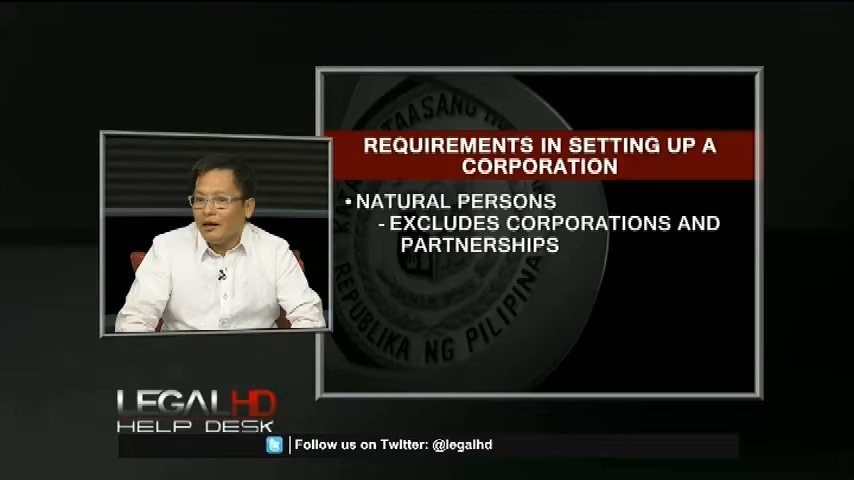 REQUIREMENTS IN SETTING UP A
CORPORATION
• NATURAL PERSONS
- EXCLUDES CORPORATIONS AND
PARTNERSHIPS
REPUBLIKA NG PILIPINA
LEGALHD
HELP DESK
Follow us on Twitter: @legalhd